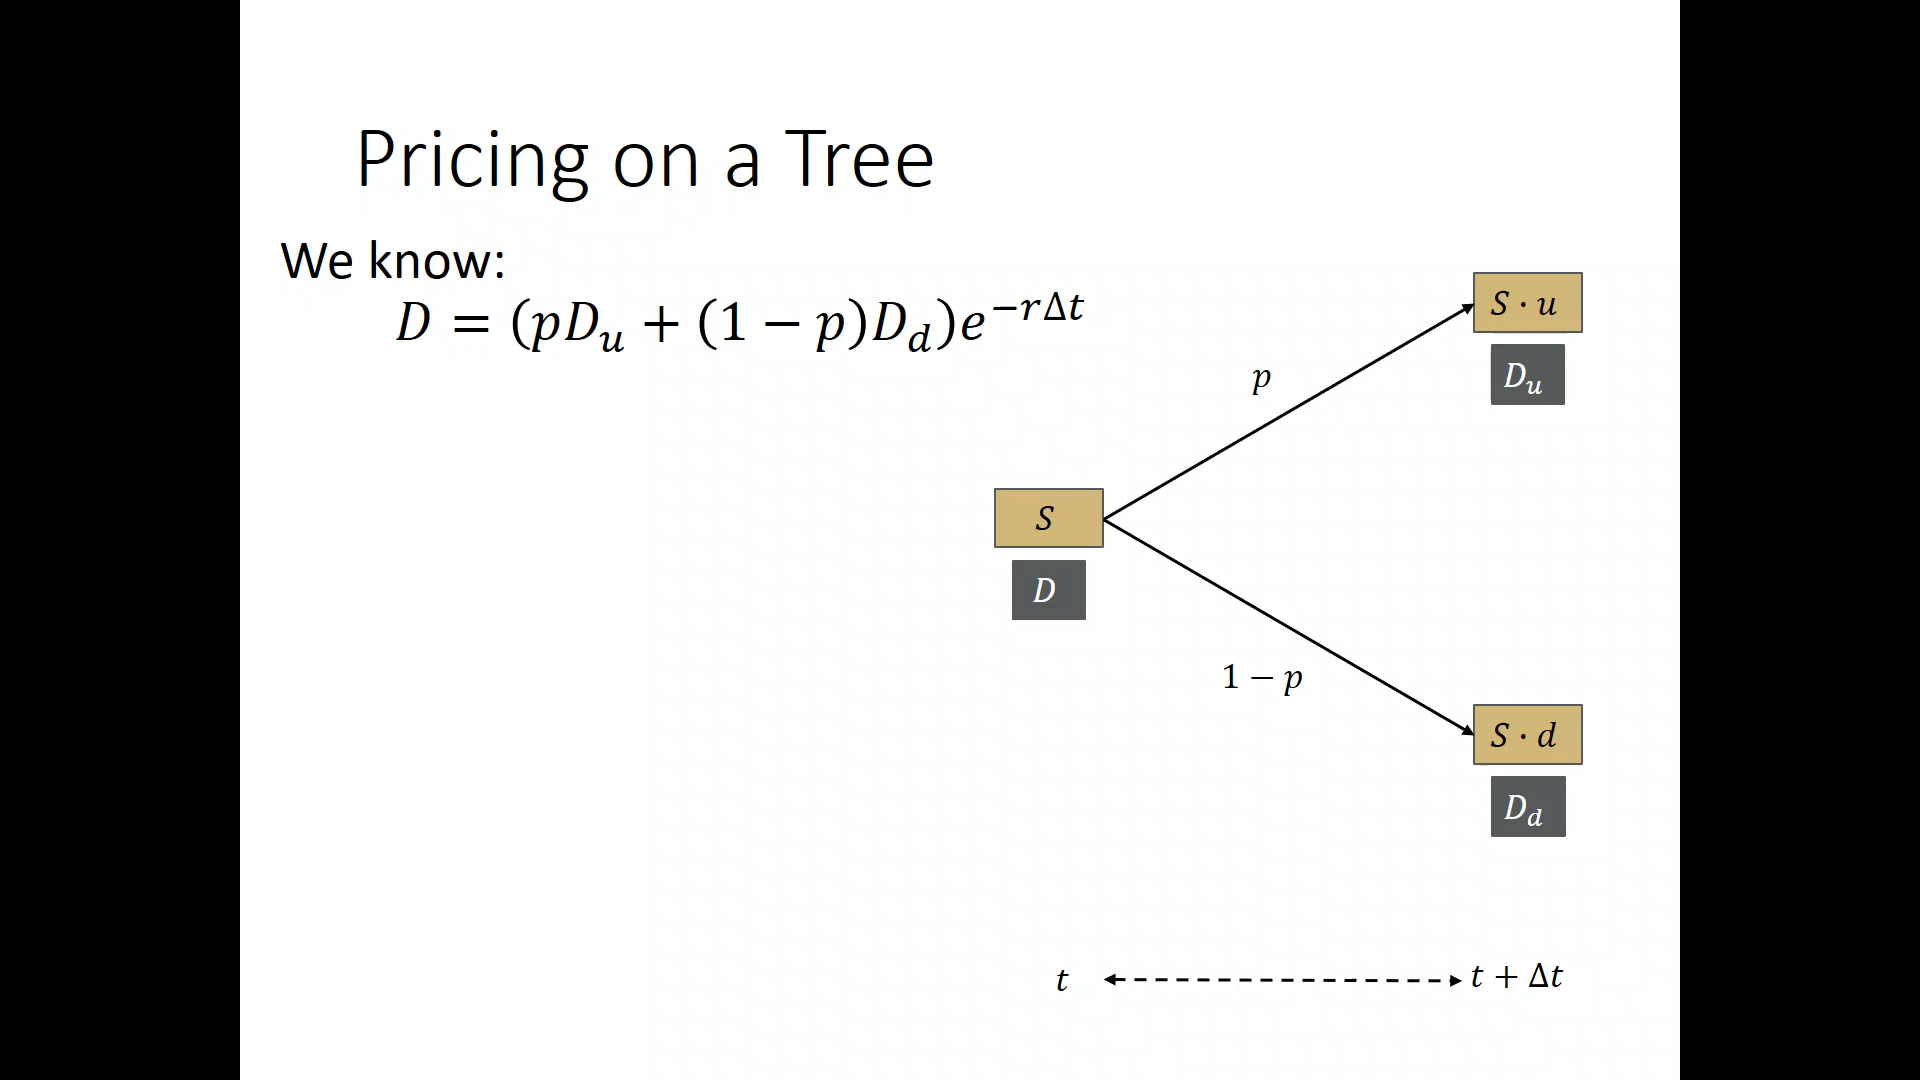 Pricing on a Tree
We know:
D = (pD_u + (1 − p)D_d)e^{−rΔt}
S · u
D_u
p
S
D
1 − p
S · d
D_d
t
t + Δt